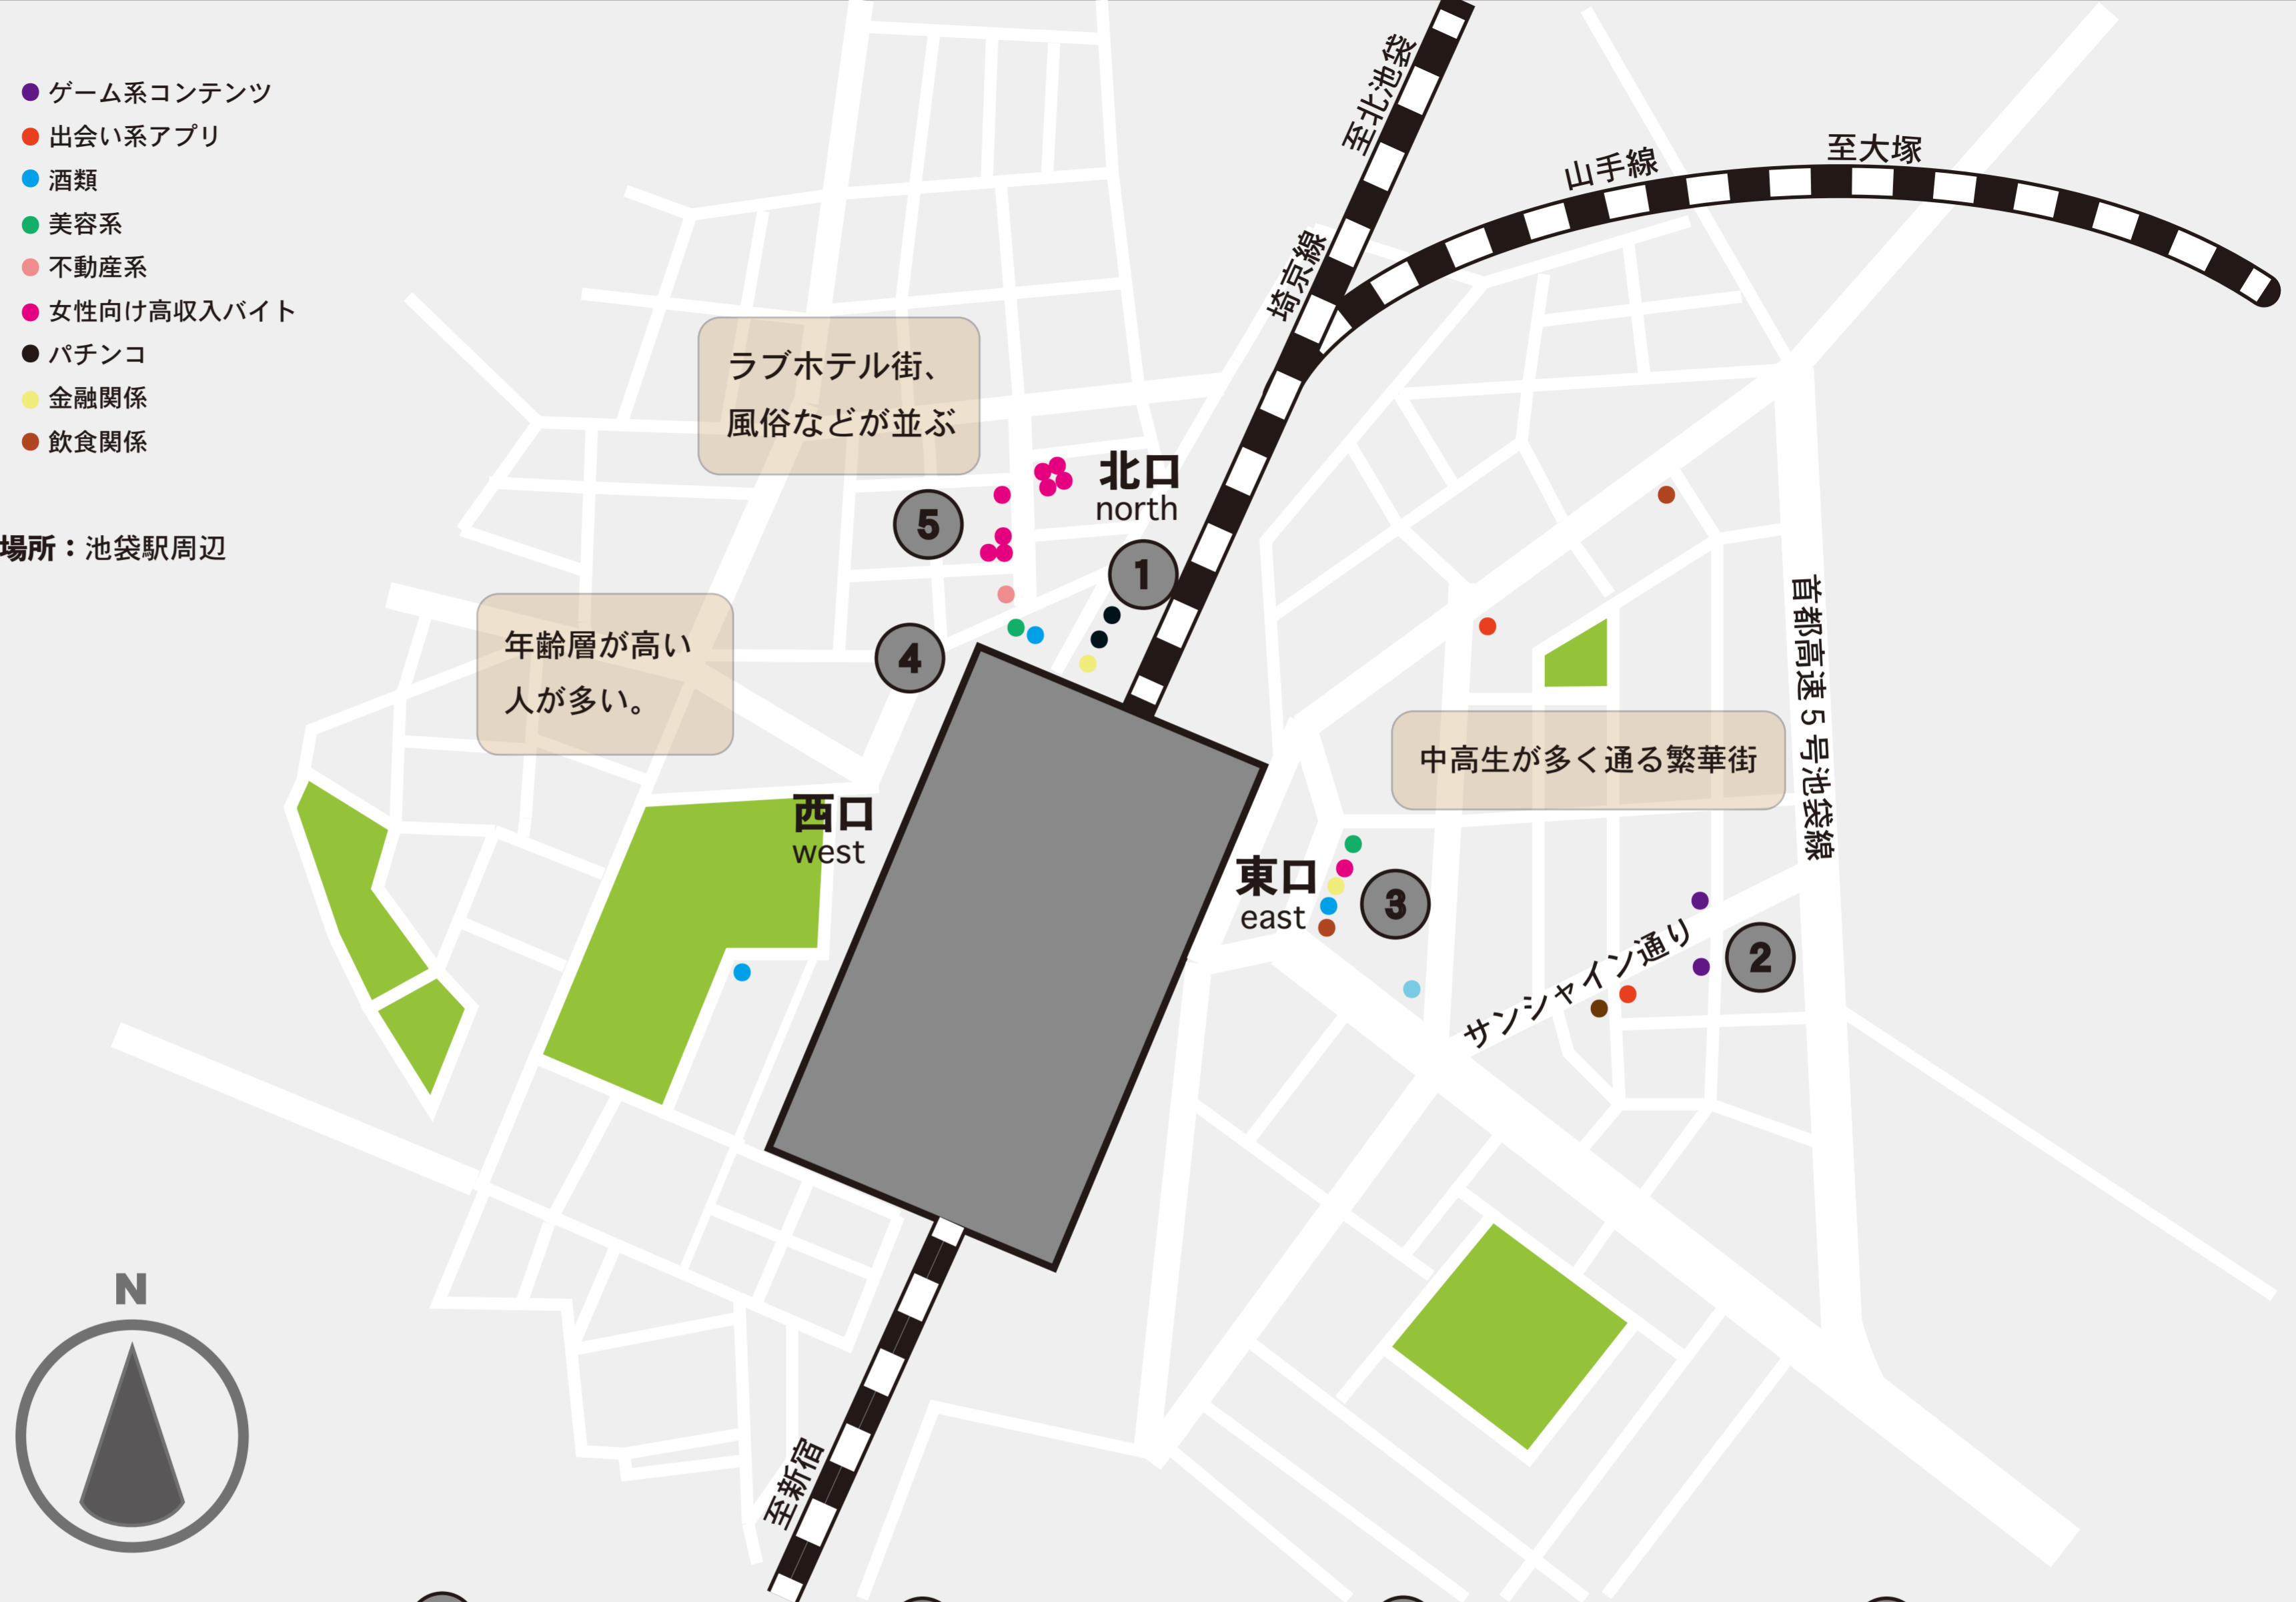 ゲーム系コンテンツ
出会い系アプリ
酒類
美容系
不動産系
女性向け高収入バイト
パチンコ
金融関係
飲食関係
場所：池袋駅周辺
至北池袋
埼京線
山手線
至大塚
ラブホテル街、
風俗などが並ぶ
北口
north
5
1
年齢層が高い
人が多い。
4
首都高速５号池袋線
中高生が多く通る繁華街
西口
west
東口
east
3
サンシャイン通り
2
N
至新宿